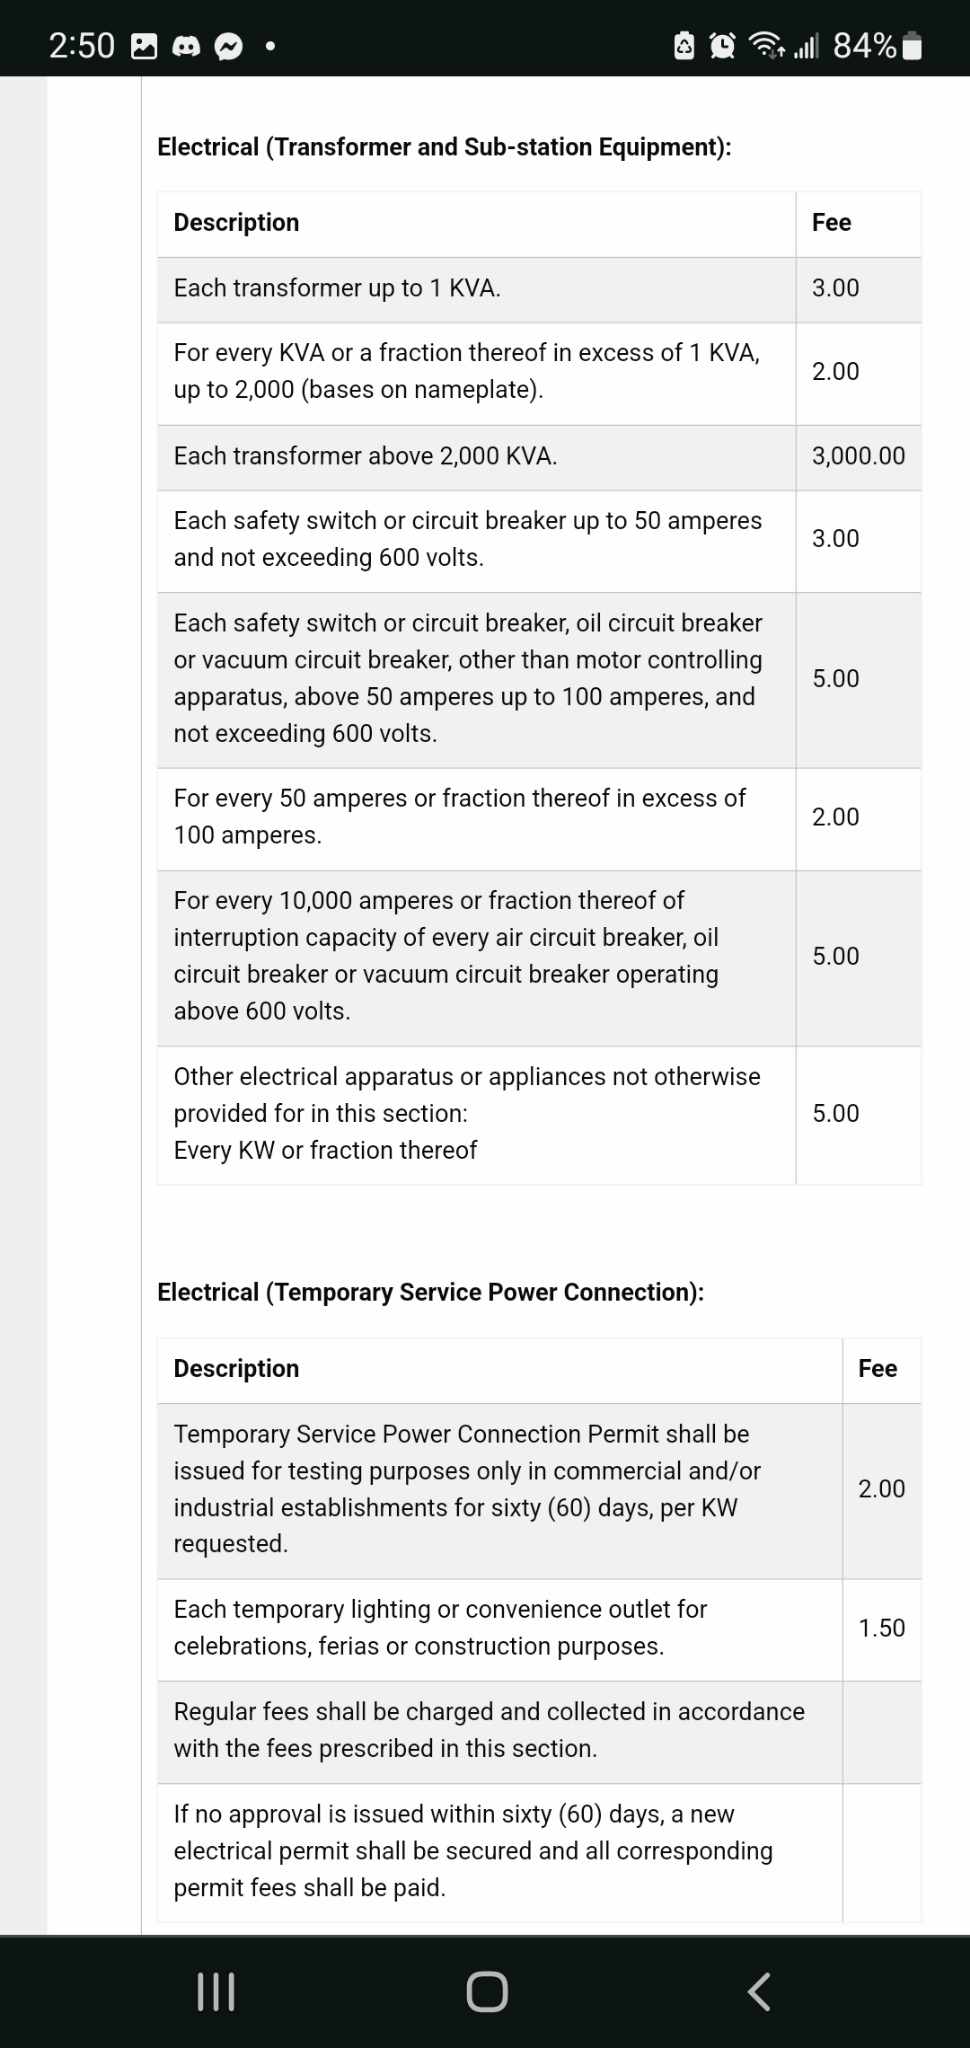 2:50
84%
Electrical (Transformer and Sub-station Equipment):
Description
Fee
Each transformer up to 1 KVA.
3.00
For every KVA or a fraction thereof in excess of 1 KVA,
up to 2,000 (bases on nameplate).
2.00
Each transformer above 2,000 KVA.
3,000.00
Each safety switch or circuit breaker up to 50 amperes
and not exceeding 600 volts.
3.00
Each safety switch or circuit breaker, oil circuit breaker
or vacuum circuit breaker, other than motor controlling
apparatus, above 50 amperes up to 100 amperes, and
not exceeding 600 volts.
5.00
For every 50 amperes or fraction thereof in excess of
100 amperes.
2.00
For every 10,000 amperes or fraction thereof of
interruption capacity of every air circuit breaker, oil
circuit breaker or vacuum circuit breaker operating
above 600 volts.
5.00
Other electrical apparatus or appliances not otherwise
provided for in this section:
Every KW or fraction thereof
5.00
Electrical (Temporary Service Power Connection):
Description
Fee
Temporary Service Power Connection Permit shall be
issued for testing purposes only in commercial and/or
industrial establishments for sixty (60) days, per KW
requested.
2.00
Each temporary lighting or convenience outlet for
celebrations, ferias or construction purposes.
1.50
Regular fees shall be charged and collected in accordance
with the fees prescribed in this section.
If no approval is issued within sixty (60) days, a new
electrical permit shall be secured and all corresponding
permit fees shall be paid.